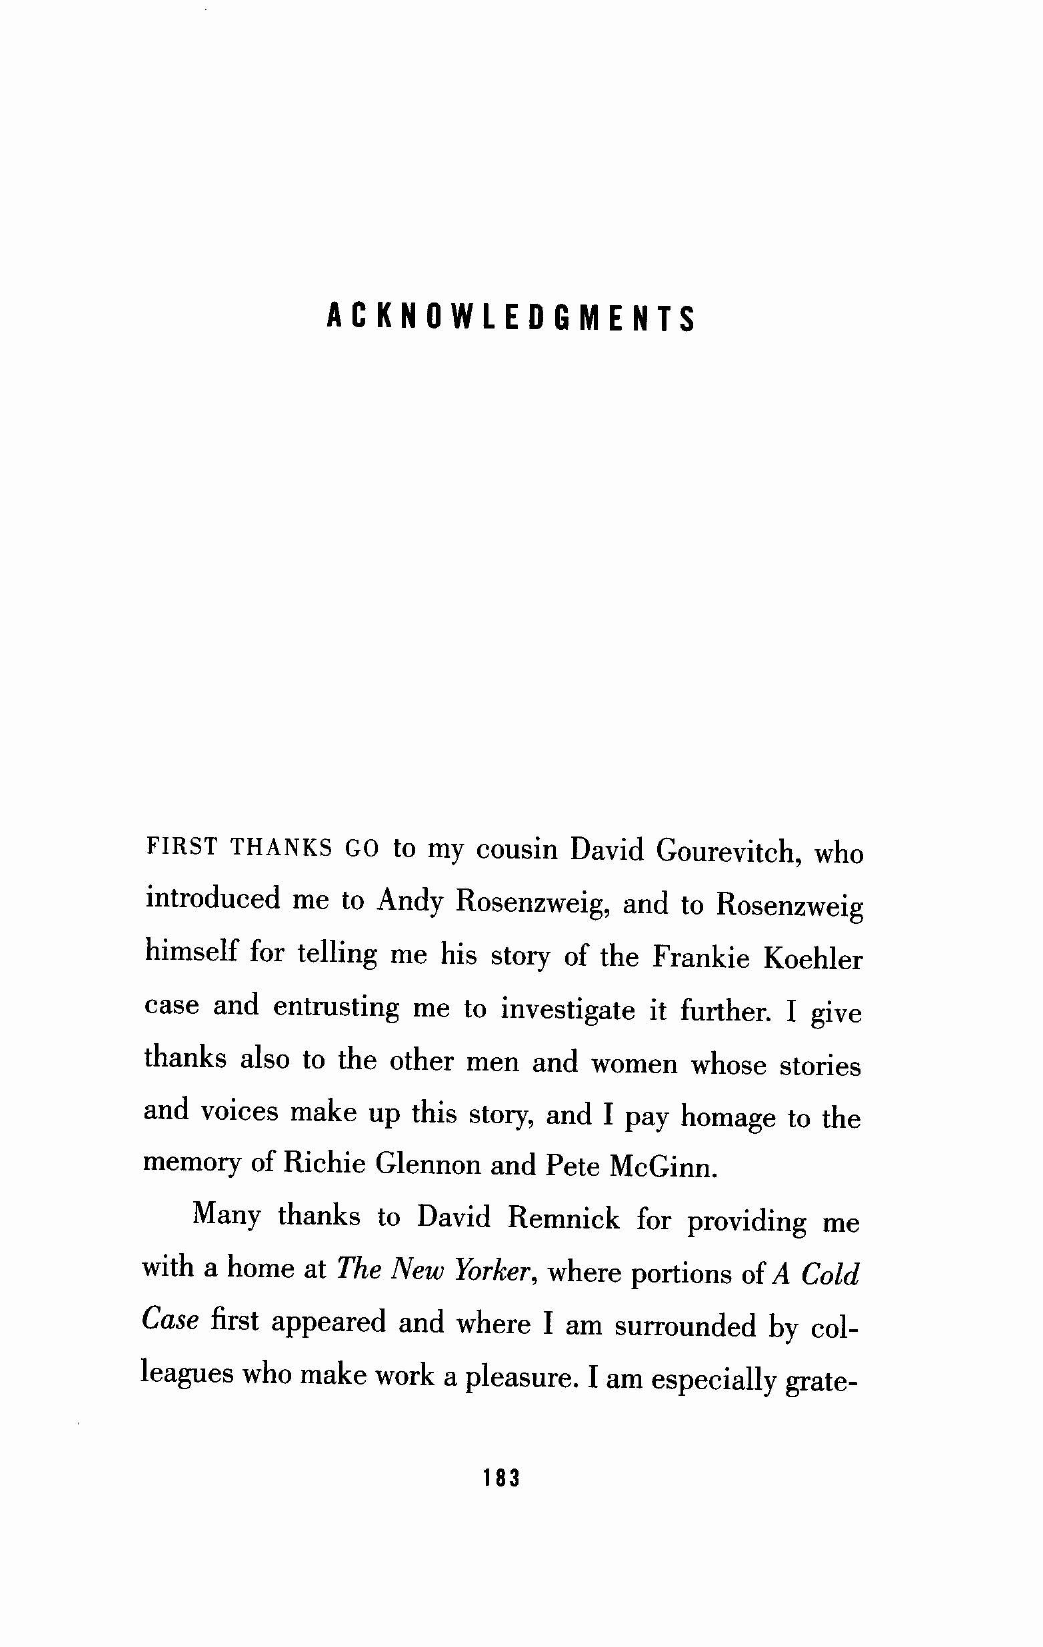 ACKNOWLEDGMENTS
FIRST THANKS GO to my cousin David Gourevitch, who
introduced me to Andy Rosenzweig, and to Rosenzweig
himself for telling me his story of the Frankie Koehler
case and entrusting me to investigate it further. I give
thanks also to the other men and women whose stories
and voices make up this story, and I pay homage to the
memory of Richie Glennon and Pete McGinn.
Many thanks to David Remnick for providing me
with a home at The New Yorker, where portions of A Cold
Case first appeared and where I am surrounded by col-
leagues who make work a pleasure. I am especially grate-
183